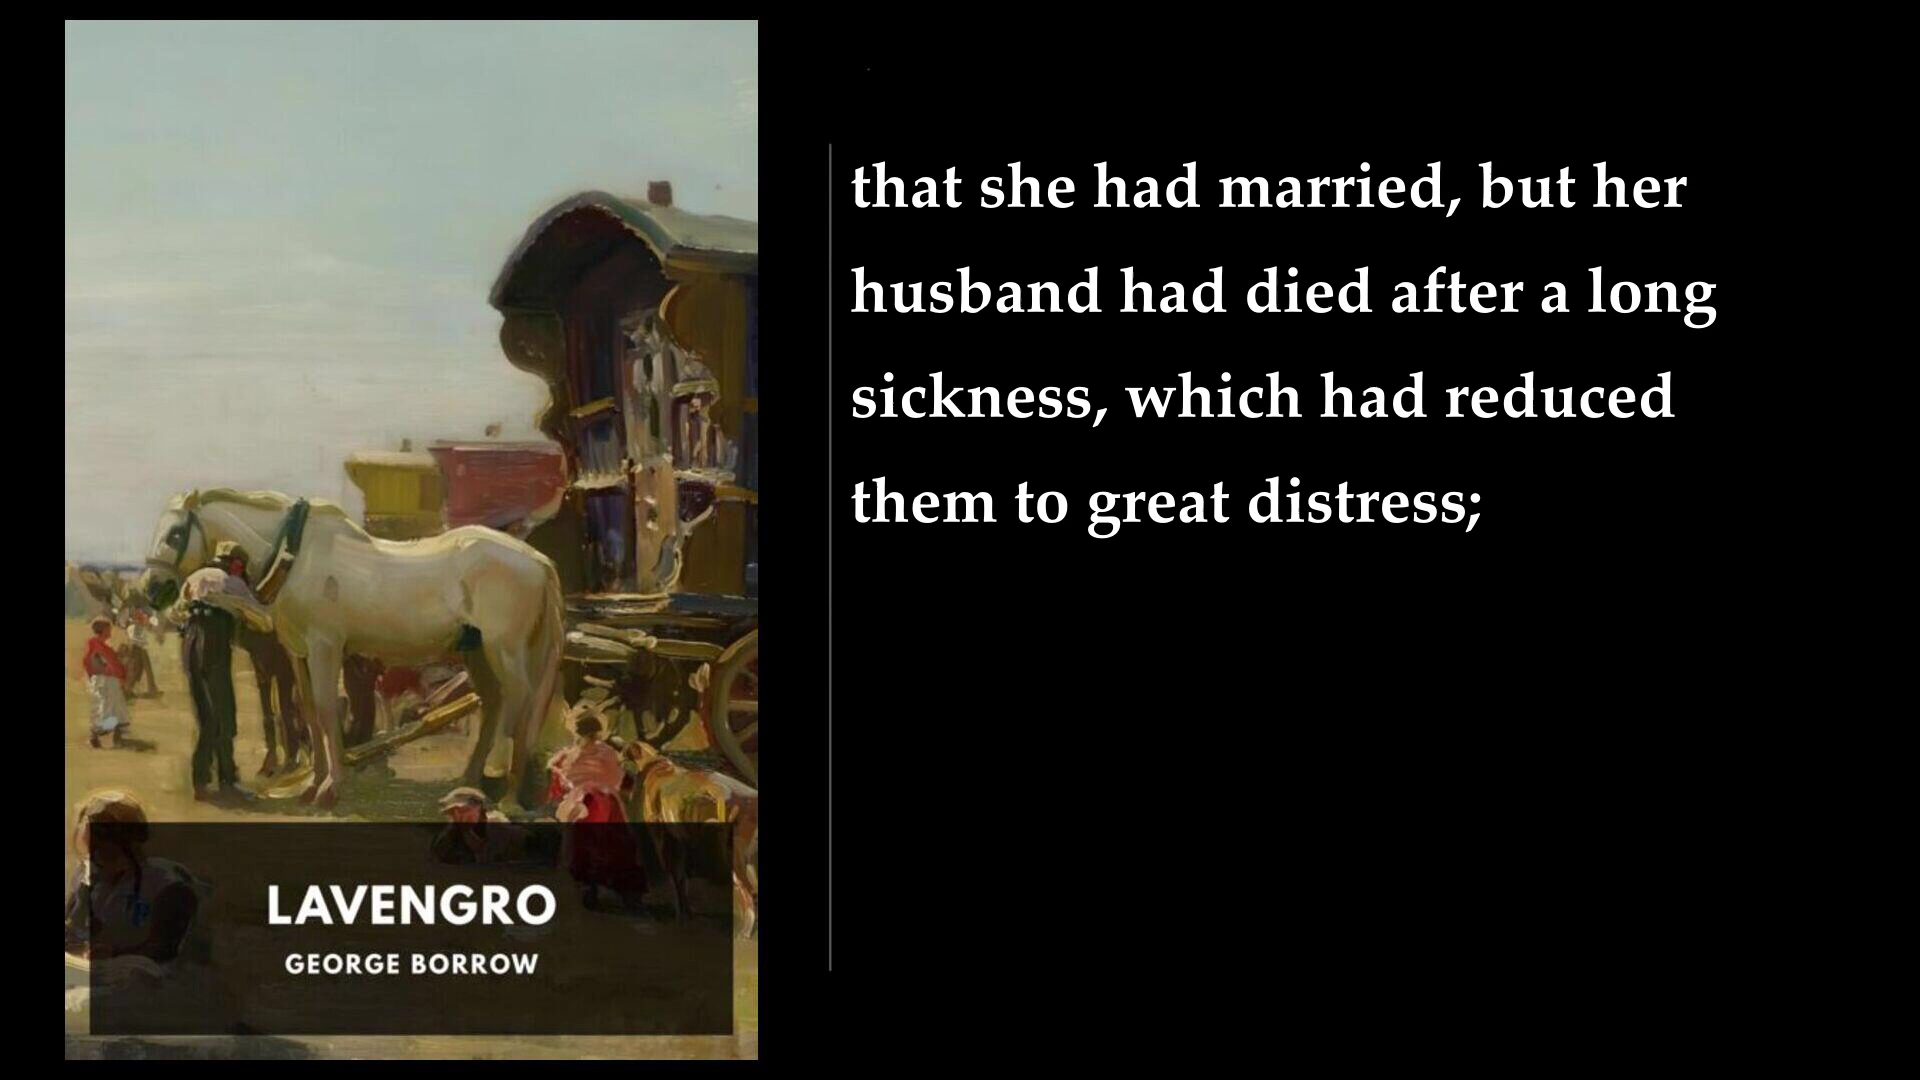 that she had married, but her
husband had died after a long
sickness, which had reduced
them to great distress;
LAVENGRO
GEORGE BORROW